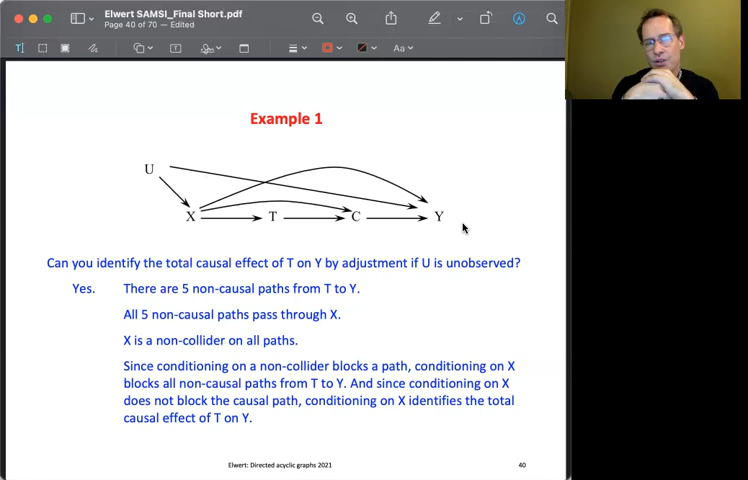 Elwert SAMSI_Final Short.pdf
Page 40 of 70 — Edited
Aa
Example 1
U
X T C Y
Can you identify the total causal effect of T on Y by adjustment if U is unobserved?
Yes. There are 5 non-causal paths from T to Y.
All 5 non-causal paths pass through X.
X is a non-collider on all paths.
Since conditioning on a non-collider blocks a path, conditioning on X
blocks all non-causal paths from T to Y. And since conditioning on X
does not block the causal path, conditioning on X identifies the total
causal effect of T on Y.
Elwert: Directed acyclic graphs 2021 40